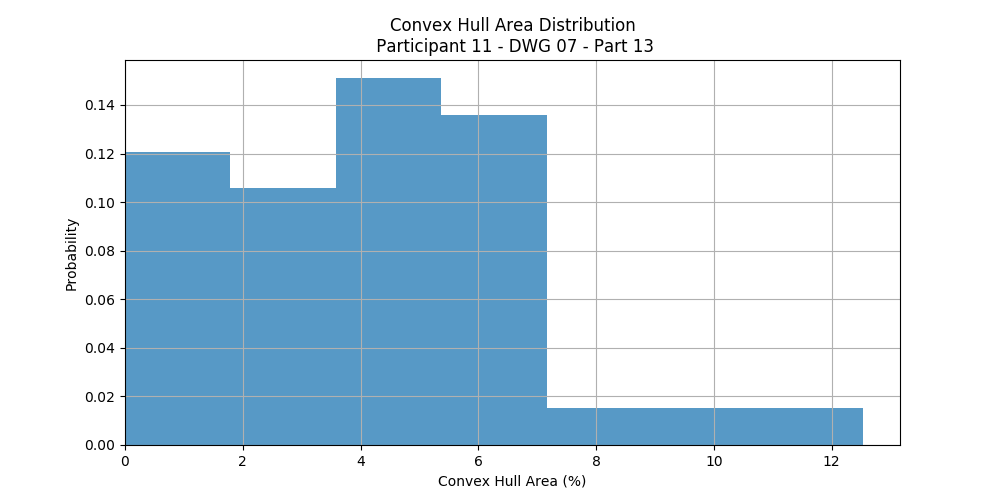 Convex Hull Area Distribution
Participant 11 - DWG 07 - Part 13
Probability
0.14
0.12
0.10
0.08
0.06
0.04
0.02
0.00
0 2 4 6 8 10 12
Convex Hull Area (%)